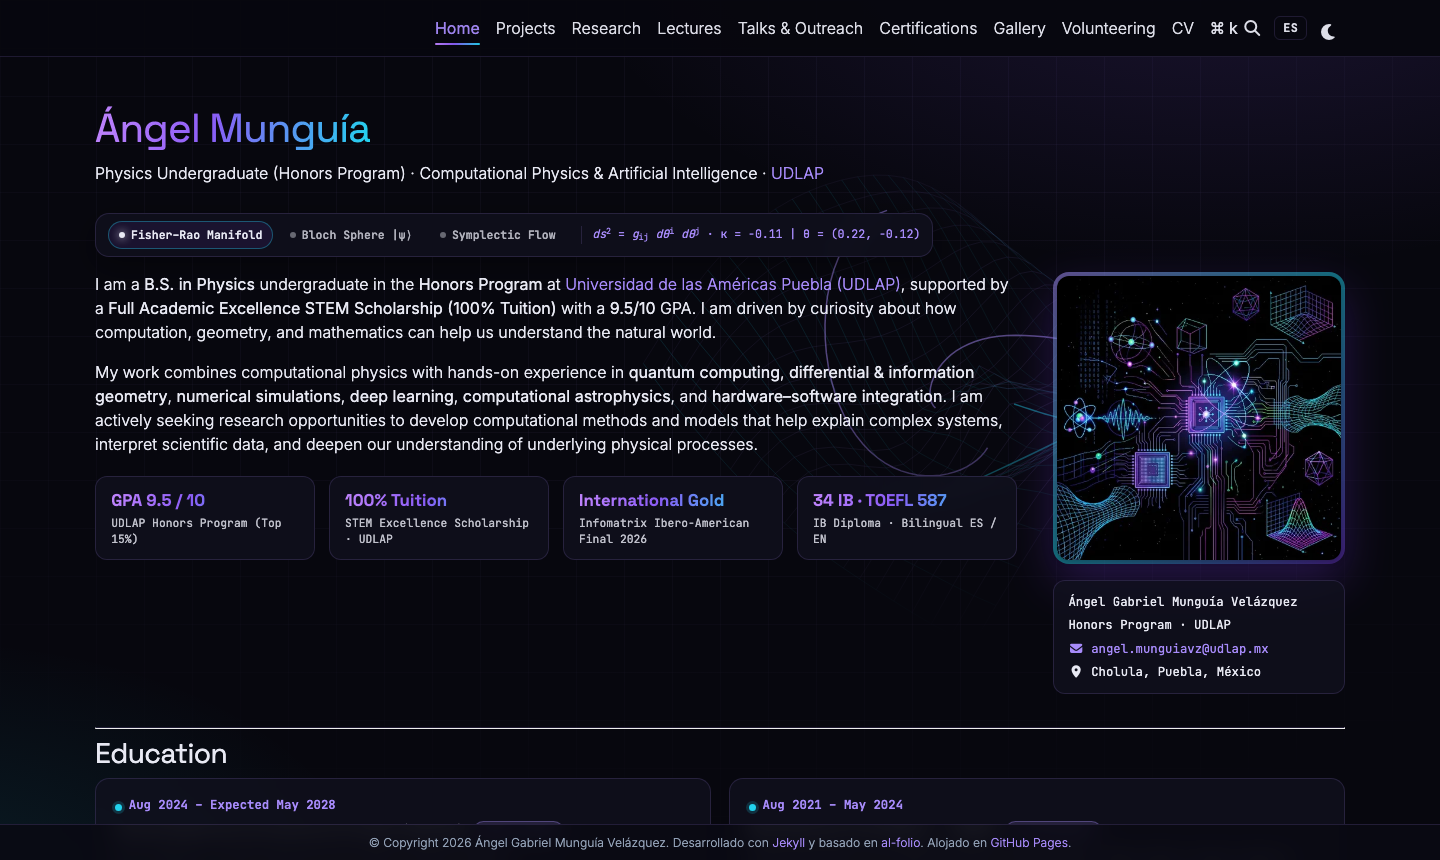 Home Projects Research Lectures Talks & Outreach Certifications Gallery Volunteering CV ⌘ k ES
Ángel Munguía
Physics Undergraduate (Honors Program) · Computational Physics & Artificial Intelligence · UDLAP
Fisher–Rao Manifold Bloch Sphere |ψ⟩ Symplectic Flow ds² = gᵢⱼ dθⁱ dθʲ · κ = -0.11 | θ = (0.22, -0.12)
I am a B.S. in Physics undergraduate in the Honors Program at Universidad de las Américas Puebla (UDLAP), supported by
a Full Academic Excellence STEM Scholarship (100% Tuition) with a 9.5/10 GPA. I am driven by curiosity about how
computation, geometry, and mathematics can help us understand the natural world.
My work combines computational physics with hands-on experience in quantum computing, differential & information
geometry, numerical simulations, deep learning, computational astrophysics, and hardware–software integration. I am
actively seeking research opportunities to develop computational methods and models that help explain complex systems,
interpret scientific data, and deepen our understanding of underlying physical processes.
GPA 9.5 / 10
UDLAP Honors Program (Top
15%)
100% Tuition
STEM Excellence Scholarship
· UDLAP
International Gold
Infomatrix Ibero-American
Final 2026
34 IB · TOEFL 587
IB Diploma · Bilingual ES /
EN
Ángel Gabriel Munguía Velázquez
Honors Program · UDLAP
angel.munguiavz@udlap.mx
Cholula, Puebla, México
Education
Aug 2024 – Expected May 2028
Aug 2021 – May 2024
© Copyright 2026 Ángel Gabriel Munguía Velázquez. Desarrollado con Jekyll y basado en al-folio. Alojado en GitHub Pages.